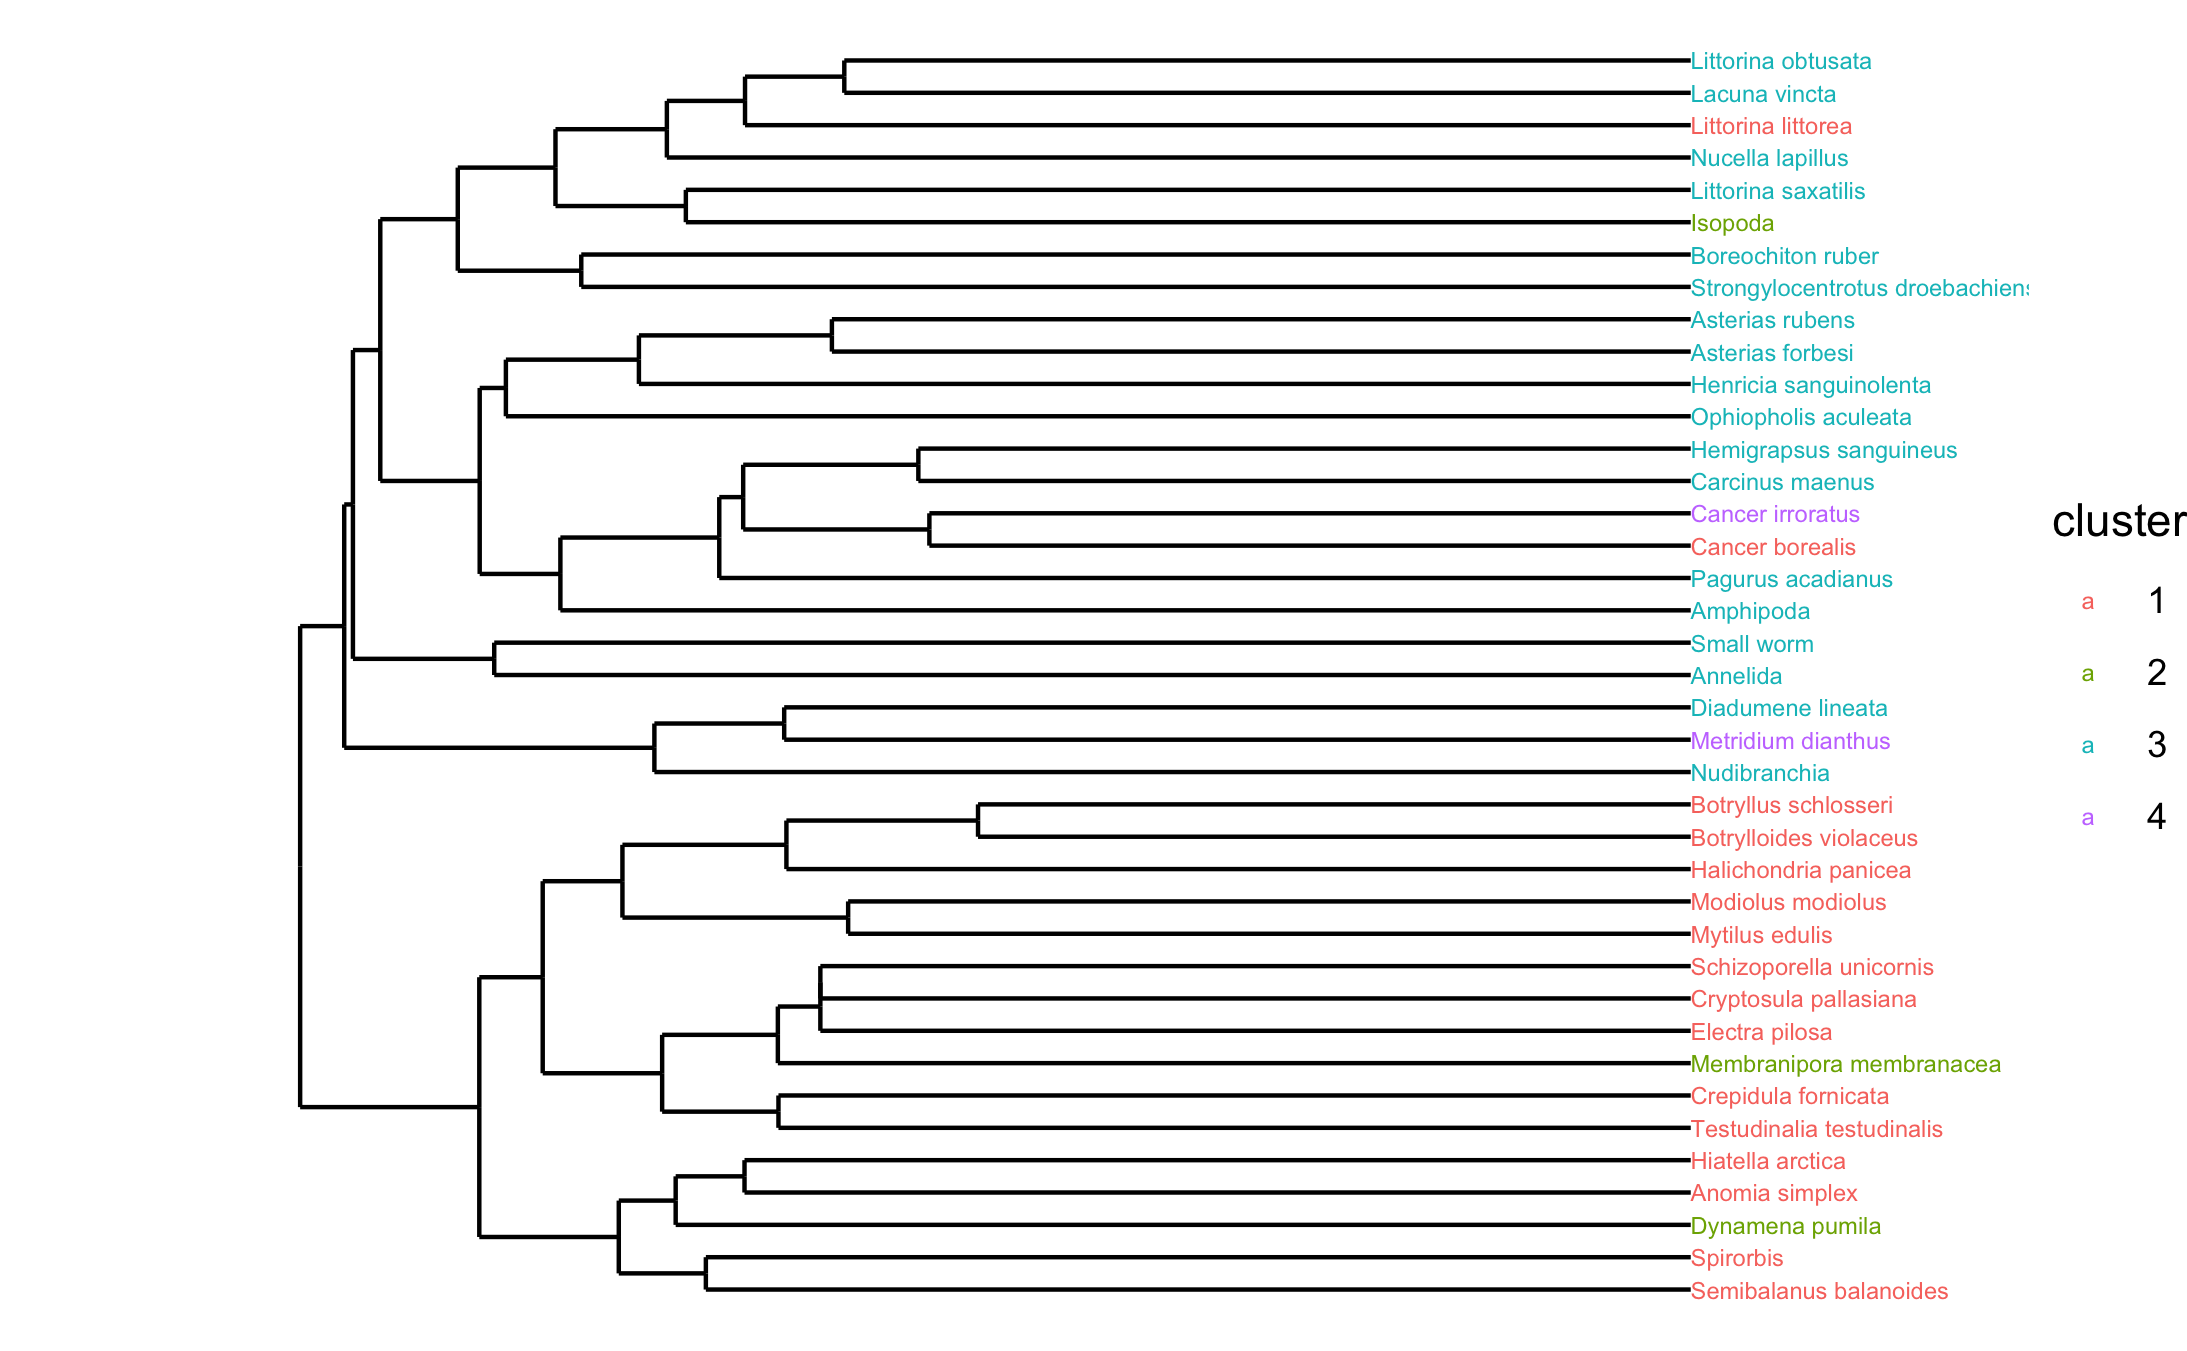 Littorina obtusata
Lacuna vincta
Littorina littorea
Nucella lapillus
Littorina saxatilis
Isopoda
Boreochiton ruber
Strongylocentrotus droebachiens
Asterias rubens
Asterias forbesi
Henricia sanguinolenta
Ophiopholis aculeata
Hemigrapsus sanguineus
Carcinus maenus
Cancer irroratus
Cancer borealis
Pagurus acadianus
Amphipoda
Small worm
Annelida
Diadumene lineata
Metridium dianthus
Nudibranchia
Botryllus schlosseri
Botrylloides violaceus
Halichondria panicea
Modiolus modiolus
Mytilus edulis
Schizoporella unicornis
Cryptosula pallasiana
Electra pilosa
Membranipora membranacea
Crepidula fornicata
Testudinalia testudinalis
Hiatella arctica
Anomia simplex
Dynamena pumila
Spirorbis
Semibalanus balanoides
cluster
a 1
a 2
a 3
a 4